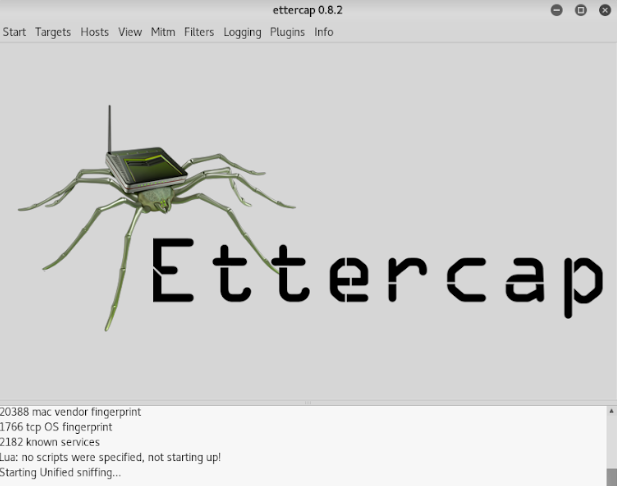 ettercap 0.8.2
Start Targets Hosts View Mitm Filters Logging Plugins Info
Ettercap
20388 mac vendor fingerprint
1766 tcp OS fingerprint
2182 known services
Lua: no scripts were specified, not starting up!
Starting Unified sniffing...